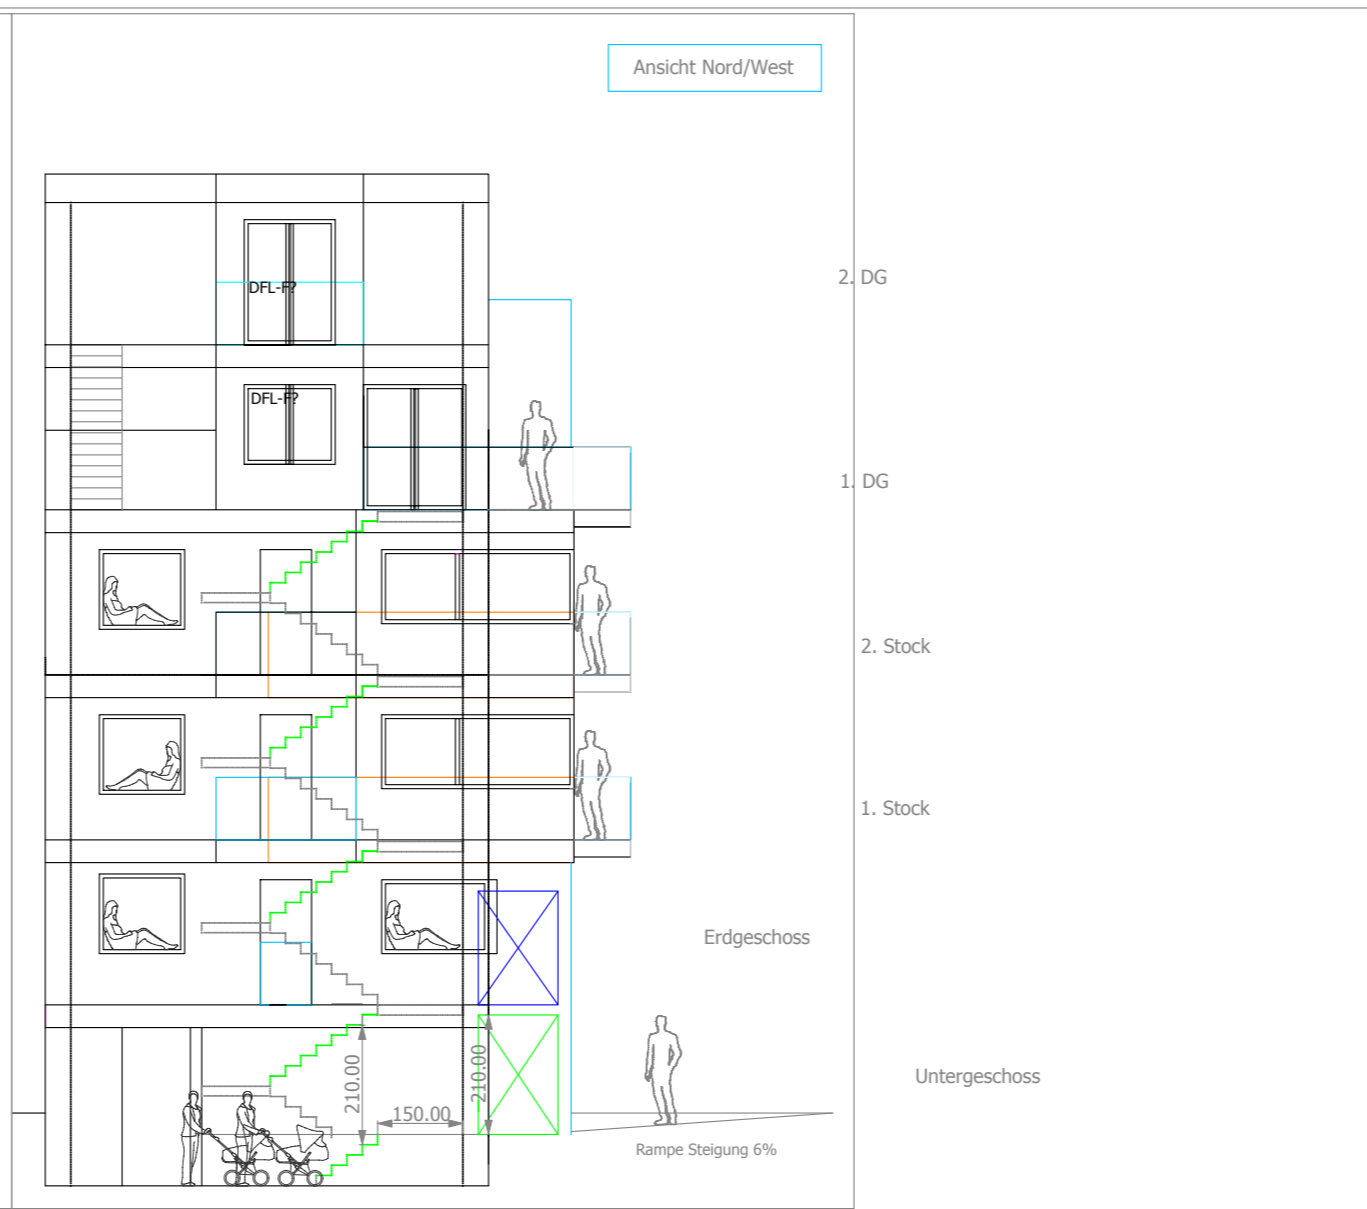 Ansicht Nord/West
2. DG
DFL-F?
DFL-F?
1. DG
2. Stock
1. Stock
Erdgeschoss
210.00
210.00
Untergeschoss
150.00
Rampe Steigung 6%